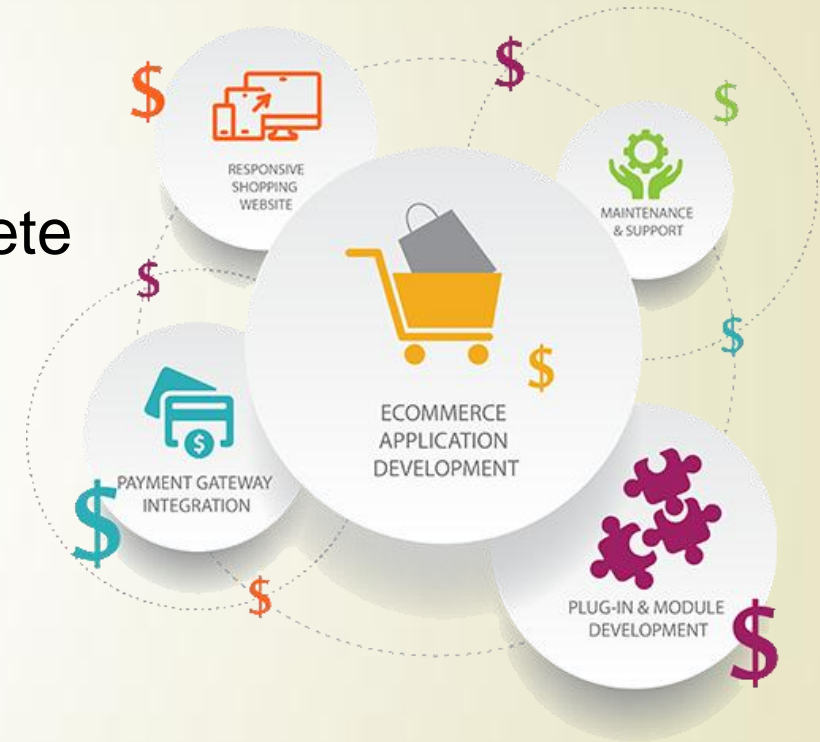 RESPONSIVE
SHOPPING
WEBSITE
MAINTENANCE
& SUPPORT
ete
$
ECOMMERCE
APPLICATION
DEVELOPMENT
PAYMENT GATEWAY
INTEGRATION
PLUG-IN & MODULE
DEVELOPMENT
$
$
$
$
$
$
$
$
$